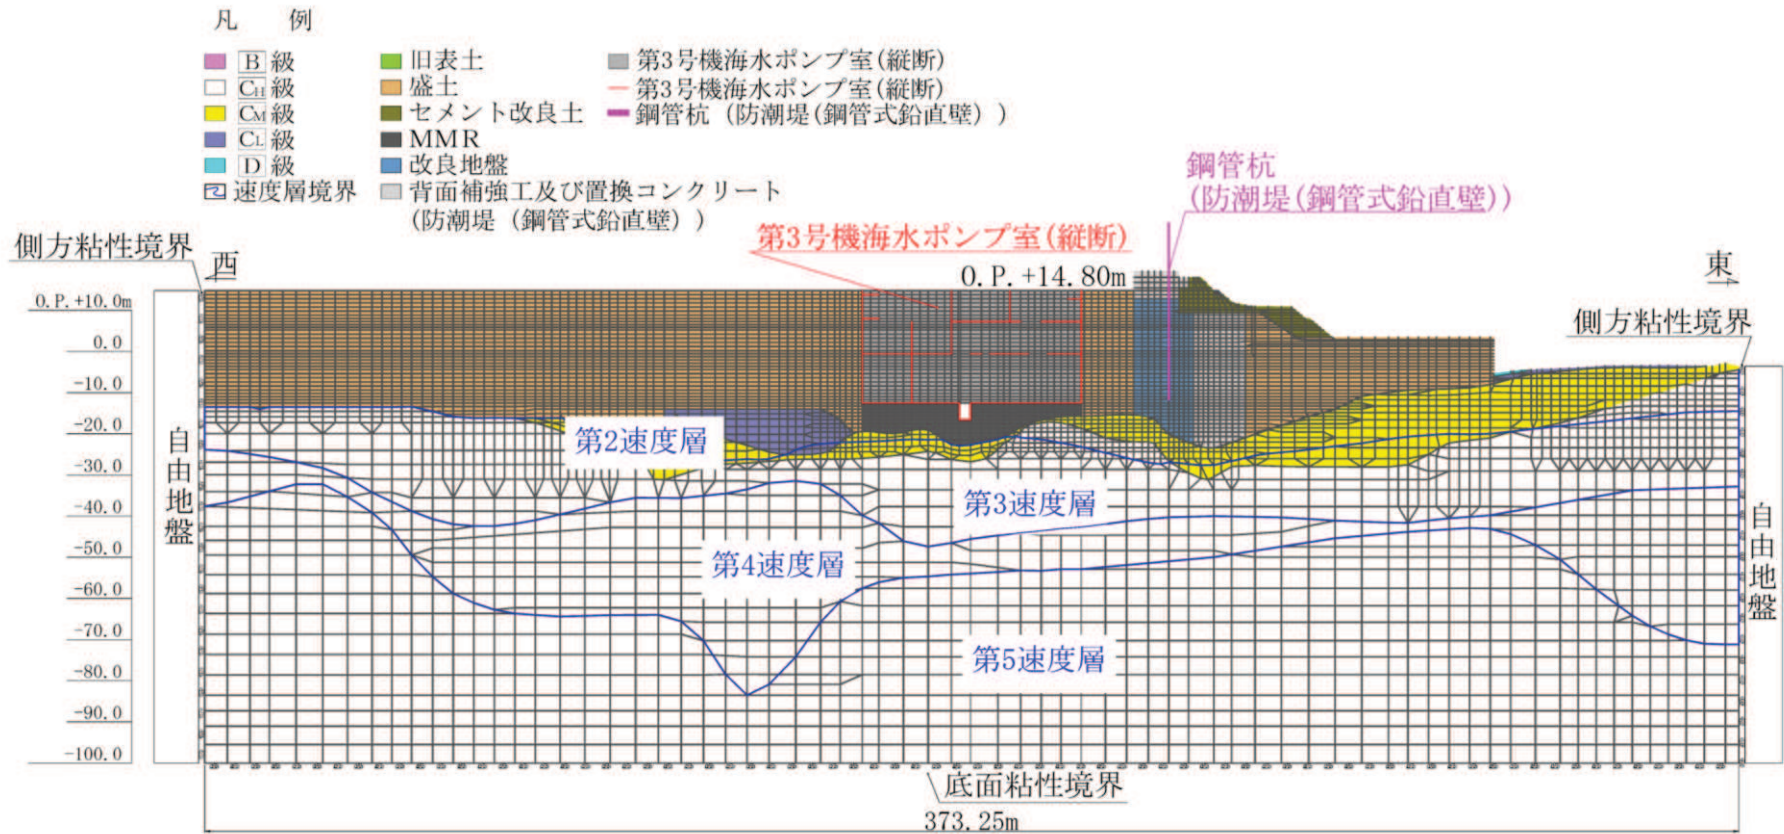 凡 例
B級
CH級
CM級
CL級
D級
速度層境界
旧表土
盛土
セメント改良土
MMR
改良地盤
背面補強工及び置換コンクリート
(防潮堤(鋼管式鉛直壁))
第3号機海水ポンプ室(縦断)
第3号機海水ポンプ室(縦断)
鋼管杭(防潮堤(鋼管式鉛直壁))
鋼管杭
(防潮堤(鋼管式鉛直壁))
側方粘性境界
西
第3号機海水ポンプ室(縦断)
O.P.+14.80m
東
側方粘性境界
O.P.+10.0m
0.0
-10.0
-20.0
-30.0
-40.0
-50.0
-60.0
-70.0
-80.0
-90.0
-100.0
自由地盤
第2速度層
第3速度層
第4速度層
第5速度層
自由地盤
底面粘性境界
373.25m